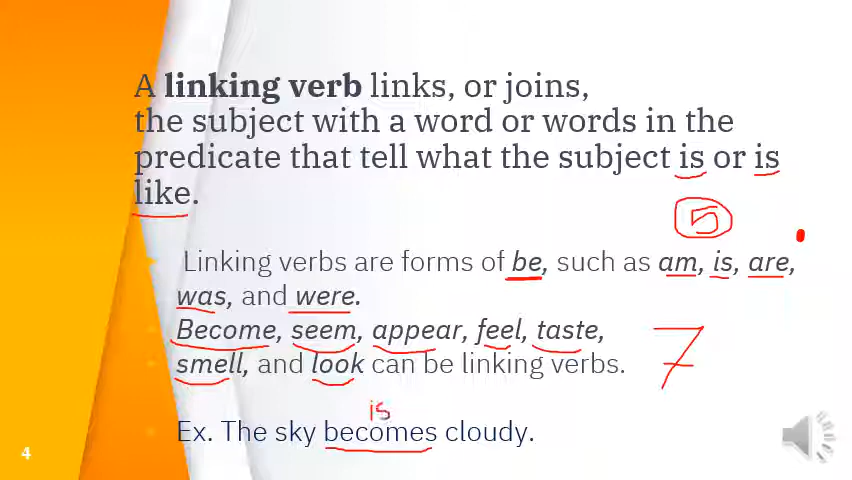 A linking verb links, or joins,
the subject with a word or words in the
predicate that tell what the subject is or is
like.
5
Linking verbs are forms of be, such as am, is, are,
was, and were.
Become, seem, appear, feel, taste,
smell, and look can be linking verbs.
7
is
Ex. The sky becomes cloudy.
4